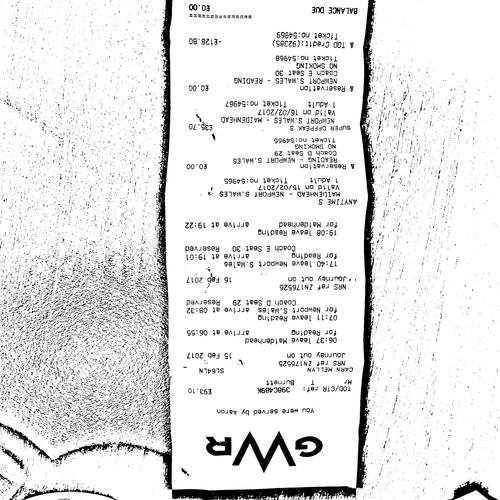 GWR
You were served by Aaron
TOD/CTR ref: 398C4B9K £93.10
Mr T Burnett
CARN MELLYN SL64LN
NRS ref ZN176525
Journey out on 15 Feb 2017
06:37 leave Maidenhead
for Reading arrive at 06:55
07:11 leave Reading
for Newport S.Wales arrive at 08:32
Coach D Seat 29 Reserved
NRS ref ZN176526
Journey out on 16 Feb 2017
17:40 leave Newport S.Wales
for Reading arrive at 19:01
Coach E Seat 30 Reserved
19:08 leave Reading
for Maidenhead arrive at 19:22
ANYTIME S
MAIDENHEAD - NEWPORT S.WALES
Valid on 15/02/2017
1 Adult Ticket no:54965
& Reservation £0.00
READING - NEWPORT S.WALES
Coach D Seat 29
NO SMOKING
Ticket no:54966
SUPER OFFPEAK S £35.70
NEWPORT S.WALES - MAIDENHEAD
Valid on 16/02/2017
1 Adult Ticket no:54967
& Reservation £0.00
NEWPORT S.WALES - READING
Coach E Seat 30
NO SMOKING
Ticket no:54968
& TOD Credit:(92385) -£128.80
Ticket no:54969
BALANCE DUE £0.00